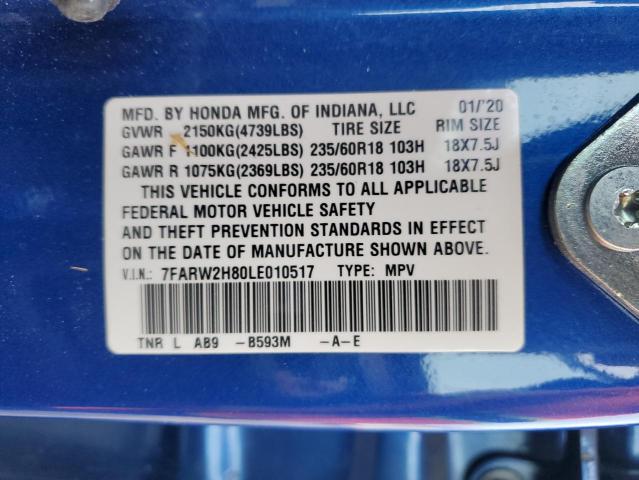 MFD. BY HONDA MFG. OF INDIANA, LLC 01/'20
GVWR 2150KG(4739LBS) TIRE SIZE RIM SIZE
GAWR F 1100KG(2425LBS) 235/60R18 103H 18X7.5J
GAWR R 1075KG(2369LBS) 235/60R18 103H 18X7.5J
THIS VEHICLE CONFORMS TO ALL APPLICABLE
FEDERAL MOTOR VEHICLE SAFETY
AND THEFT PREVENTION STANDARDS IN EFFECT
ON THE DATE OF MANUFACTURE SHOWN ABOVE.
V.I.N.: 7FARW2H80LE010517 TYPE: MPV
TNR L AB9 -B593M -A-E